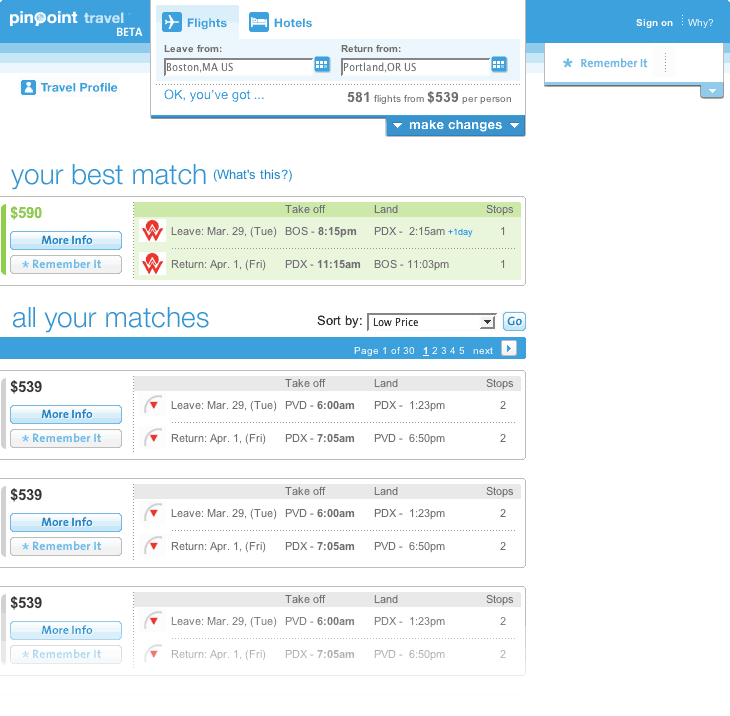 pinpoint travel
BETA
Flights
Hotels
Sign on
Why?
Leave from:
Return from:
Boston,MA US
Portland,OR US
* Remember It
Travel Profile
OK, you've got ...
581 flights from $539 per person
make changes
your best match (What's this?)
$590
Take off Land Stops
More Info
Leave: Mar. 29, (Tue) BOS - 8:15pm PDX - 2:15am +1day 1
* Remember It
Return: Apr. 1, (Fri) PDX - 11:15am BOS - 11:03pm 1
all your matches
Sort by: Low Price Go
Page 1 of 30 1 2 3 4 5 next
$539
Take off Land Stops
More Info
Leave: Mar. 29, (Tue) PVD - 6:00am PDX - 1:23pm 2
* Remember It
Return: Apr. 1, (Fri) PDX - 7:05am PVD - 6:50pm 2
$539
Take off Land Stops
More Info
Leave: Mar. 29, (Tue) PVD - 6:00am PDX - 1:23pm 2
* Remember It
Return: Apr. 1, (Fri) PDX - 7:05am PVD - 6:50pm 2
$539
Take off Land Stops
More Info
Leave: Mar. 29, (Tue) PVD - 6:00am PDX - 1:23pm 2
* Remember It
Return: Apr. 1, (Fri) PDX - 7:05am PVD - 6:50pm 2